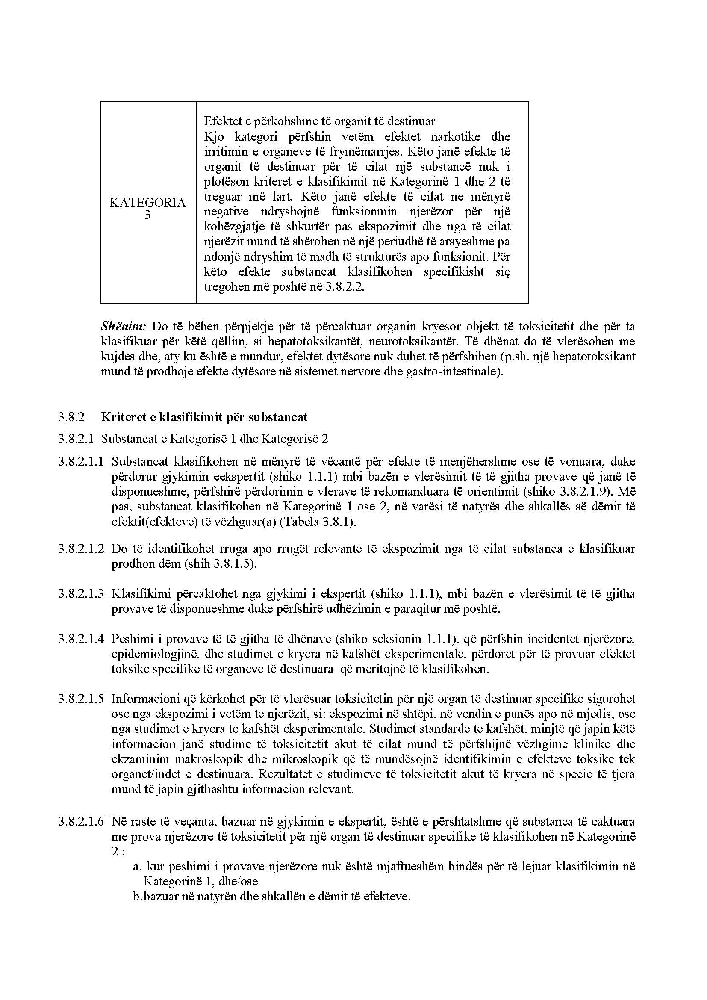 Efektet e përkohshme të organit të destinuar
Kjo kategori përfshin vetëm efektet narkotike dhe
irritimin e organeve të frymëmarrjes. Këto janë efekte të
organit të destinuar për të cilat një substancë nuk i
plotëson kriteret e klasifikimit në Kategorinë 1 dhe 2 të
treguar më lart. Këto janë efekte të cilat ne mënyrë
KATEGORIA
3
negative ndryshojnë funksionmin njerëzor për një
kohëzgjatje të shkurtër pas ekspozimit dhe nga të cilat
njerëzit mund të shërohen në një periudhë të arsyeshme pa
ndonjë ndryshim të madh të strukturës apo funksionit. Për
këto efekte substancat klasifikohen specifikisht siç
tregohen më poshtë në 3.8.2.2.
Shënim: Do të bëhen përpjekje për të përcaktuar organin kryesor objekt të toksicitetit dhe për ta
klasifikuar për këtë qëllim, si hepatotoksikantët, neurotoksikantët. Të dhënat do të vlerësohen me
kujdes dhe, aty ku është e mundur, efektet dytësore nuk duhet të përfshihen (p.sh. një hepatotoksikant
mund të prodhoje efekte dytësore në sistemet nervore dhe gastro-intestinale).
3.8.2 Kriteret e klasifikimit për substancat
3.8.2.1 Substancat e Kategorisë 1 dhe Kategorisë 2
3.8.2.1.1 Substancat klasifikohen në mënyrë të vëcantë për efekte të menjëhershme ose të vonuara, duke
përdorur gjykimin eekspertit (shiko 1.1.1) mbi bazën e vlerësimit të të gjitha provave që janë të
disponueshme, përfshirë përdorimin e vlerave të rekomanduara të orientimit (shiko 3.8.2.1.9). Më
pas, substancat klasifikohen në Kategorinë 1 ose 2, në varësi të natyrës dhe shkallës së dëmit të
efektit(efekteve) të vëzhguar(a) (Tabela 3.8.1).
3.8.2.1.2 Do të identifikohet rruga apo rrugët relevante të ekspozimit nga të cilat substanca e klasifikuar
prodhon dëm (shih 3.8.1.5).
3.8.2.1.3 Klasifikimi përcaktohet nga gjykimi i ekspertit (shiko 1.1.1), mbi bazën e vlerësimit të të gjitha
provave të disponueshme duke përfshirë udhëzimin e paraqitur më poshtë.
3.8.2.1.4 Peshimi i provave të të gjitha të dhënave (shiko seksionin 1.1.1), që përfshin incidentet njerëzore,
epidemiologjinë, dhe studimet e kryera në kafshët eksperimentale, përdoret për të provuar efektet
toksike specifike të organeve të destinuara që meritojnë të klasifikohen.
3.8.2.1.5 Informacioni që kërkohet për të vlerësuar toksicitetin për një organ të destinuar specifike sigurohet
ose nga ekspozimi i vetëm te njerëzit, si: ekspozimi në shtëpi, në vendin e punës apo në mjedis, ose
nga studimet e kryera te kafshët eksperimentale. Studimet standarde te kafshët, minjtë që japin këtë
informacion janë studime të toksicitetit akut të cilat mund të përfshijnë vëzhgime klinike dhe
ekzaminim makroskopik dhe mikroskopik që të mundësojnë identifikimin e efekteve toksike tek
organet/indet e destinuara. Rezultatet e studimeve të toksicitetit akut të kryera në specie të tjera
mund të japin gjithashtu informacion relevant.
3.8.2.1.6 Në raste të veçanta, bazuar në gjykimin e ekspertit, është e përshtatshme që substanca të caktuara
me prova njerëzore të toksicitetit për një organ të destinuar specifike të klasifikohen në Kategorinë
2 :
a. kur peshimi i provave njerëzore nuk është mjaftueshëm bindës për të lejuar klasifikimin në
Kategorinë 1, dhe/ose
b.bazuar në natyrën dhe shkallën e dëmit të efekteve.